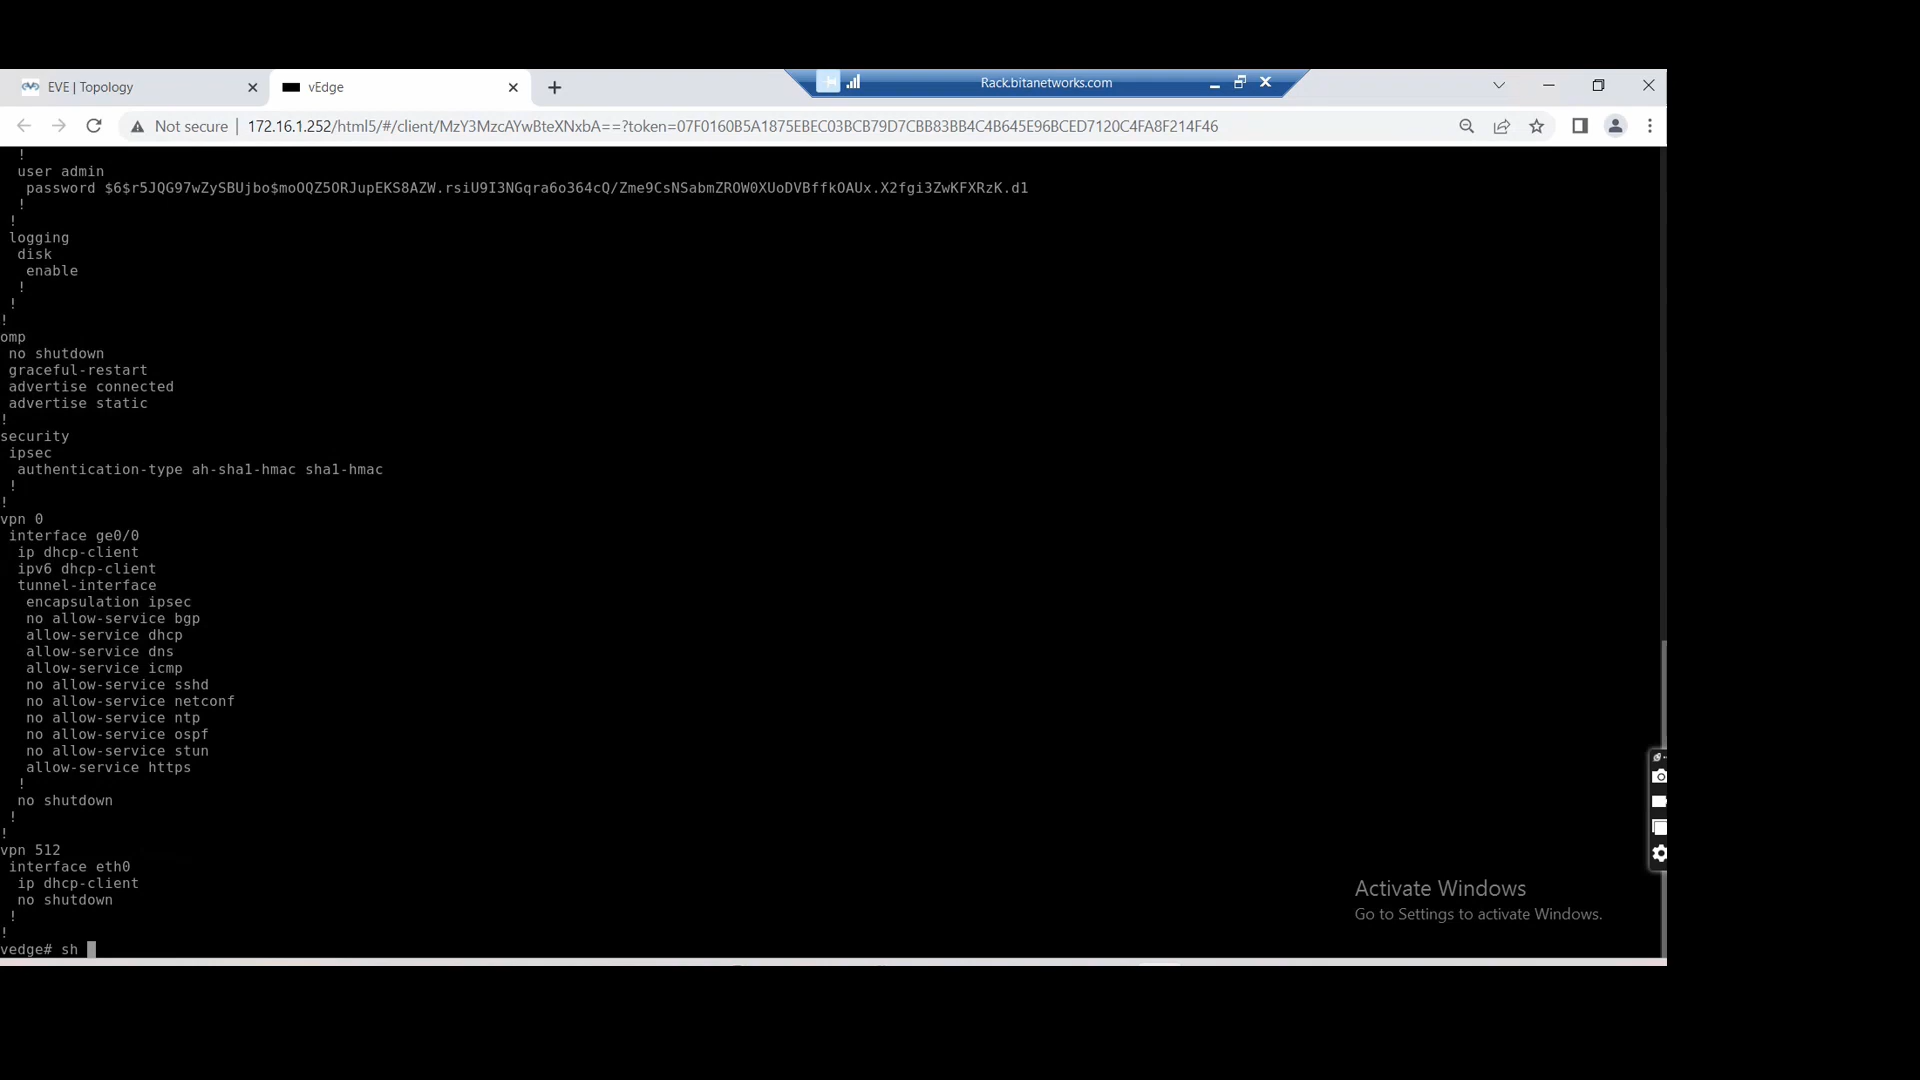 EVE | Topology
vEdge
Rack.bitanetworks.com
Not secure
172.16.1.252/html5/#/client/MzY3MzcAYwBteXNxbA==?token=07F0160B5A1875EBEC03BCB79D7CBB83BB4C4B645E96BCED7120C4FA8F214F46
!
user admin
password $6$r5JQG97wZySBUjbo$moOQZ5ORJupEKS8AZW.rsiU9I3NGqra6o364cQ/Zme9CsNSabmZROW0XUoDVBffkOAUx.X2fgi3ZwKFXRzK.d1
!
!
logging
disk
enable
!
!
!
omp
no shutdown
graceful-restart
advertise connected
advertise static
!
security
ipsec
authentication-type ah-sha1-hmac sha1-hmac
!
!
vpn 0
interface ge0/0
ip dhcp-client
ipv6 dhcp-client
tunnel-interface
encapsulation ipsec
no allow-service bgp
allow-service dhcp
allow-service dns
allow-service icmp
no allow-service sshd
no allow-service netconf
no allow-service ntp
no allow-service ospf
no allow-service stun
allow-service https
!
no shutdown
!
!
vpn 512
interface eth0
ip dhcp-client
no shutdown
!
!
vedge# sh
Activate Windows
Go to Settings to activate Windows.